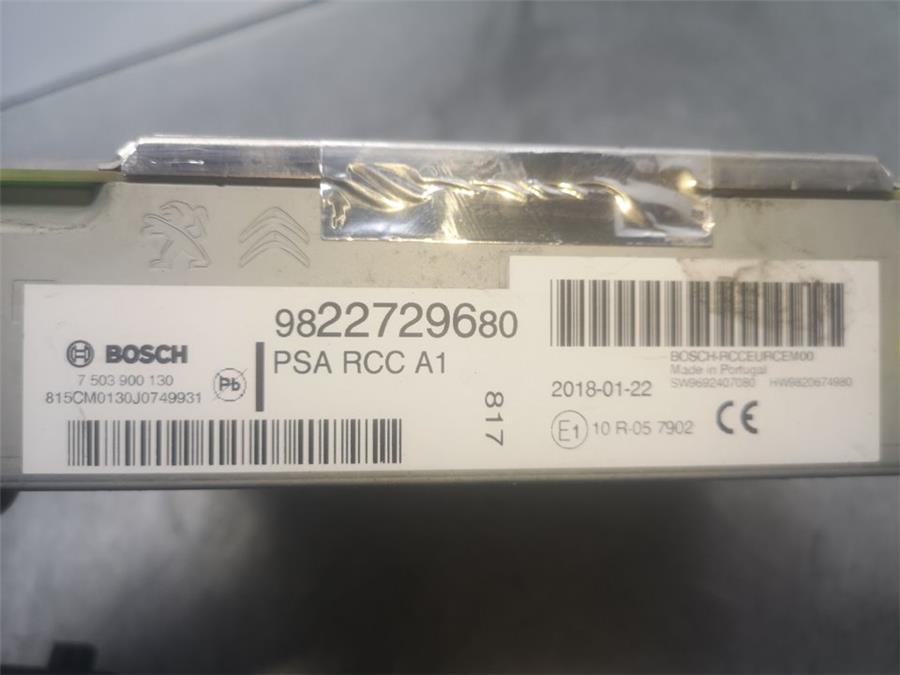 BOSCH
7 503 900 130
815CM0130J0749931
Pb
9822729680
PSA RCC A1
817
BOSCH-RCCEURCEM00
Made in Portugal
2018-01-22
SW9692407080 HW9820674980
E1
10 R-05 7902
CE